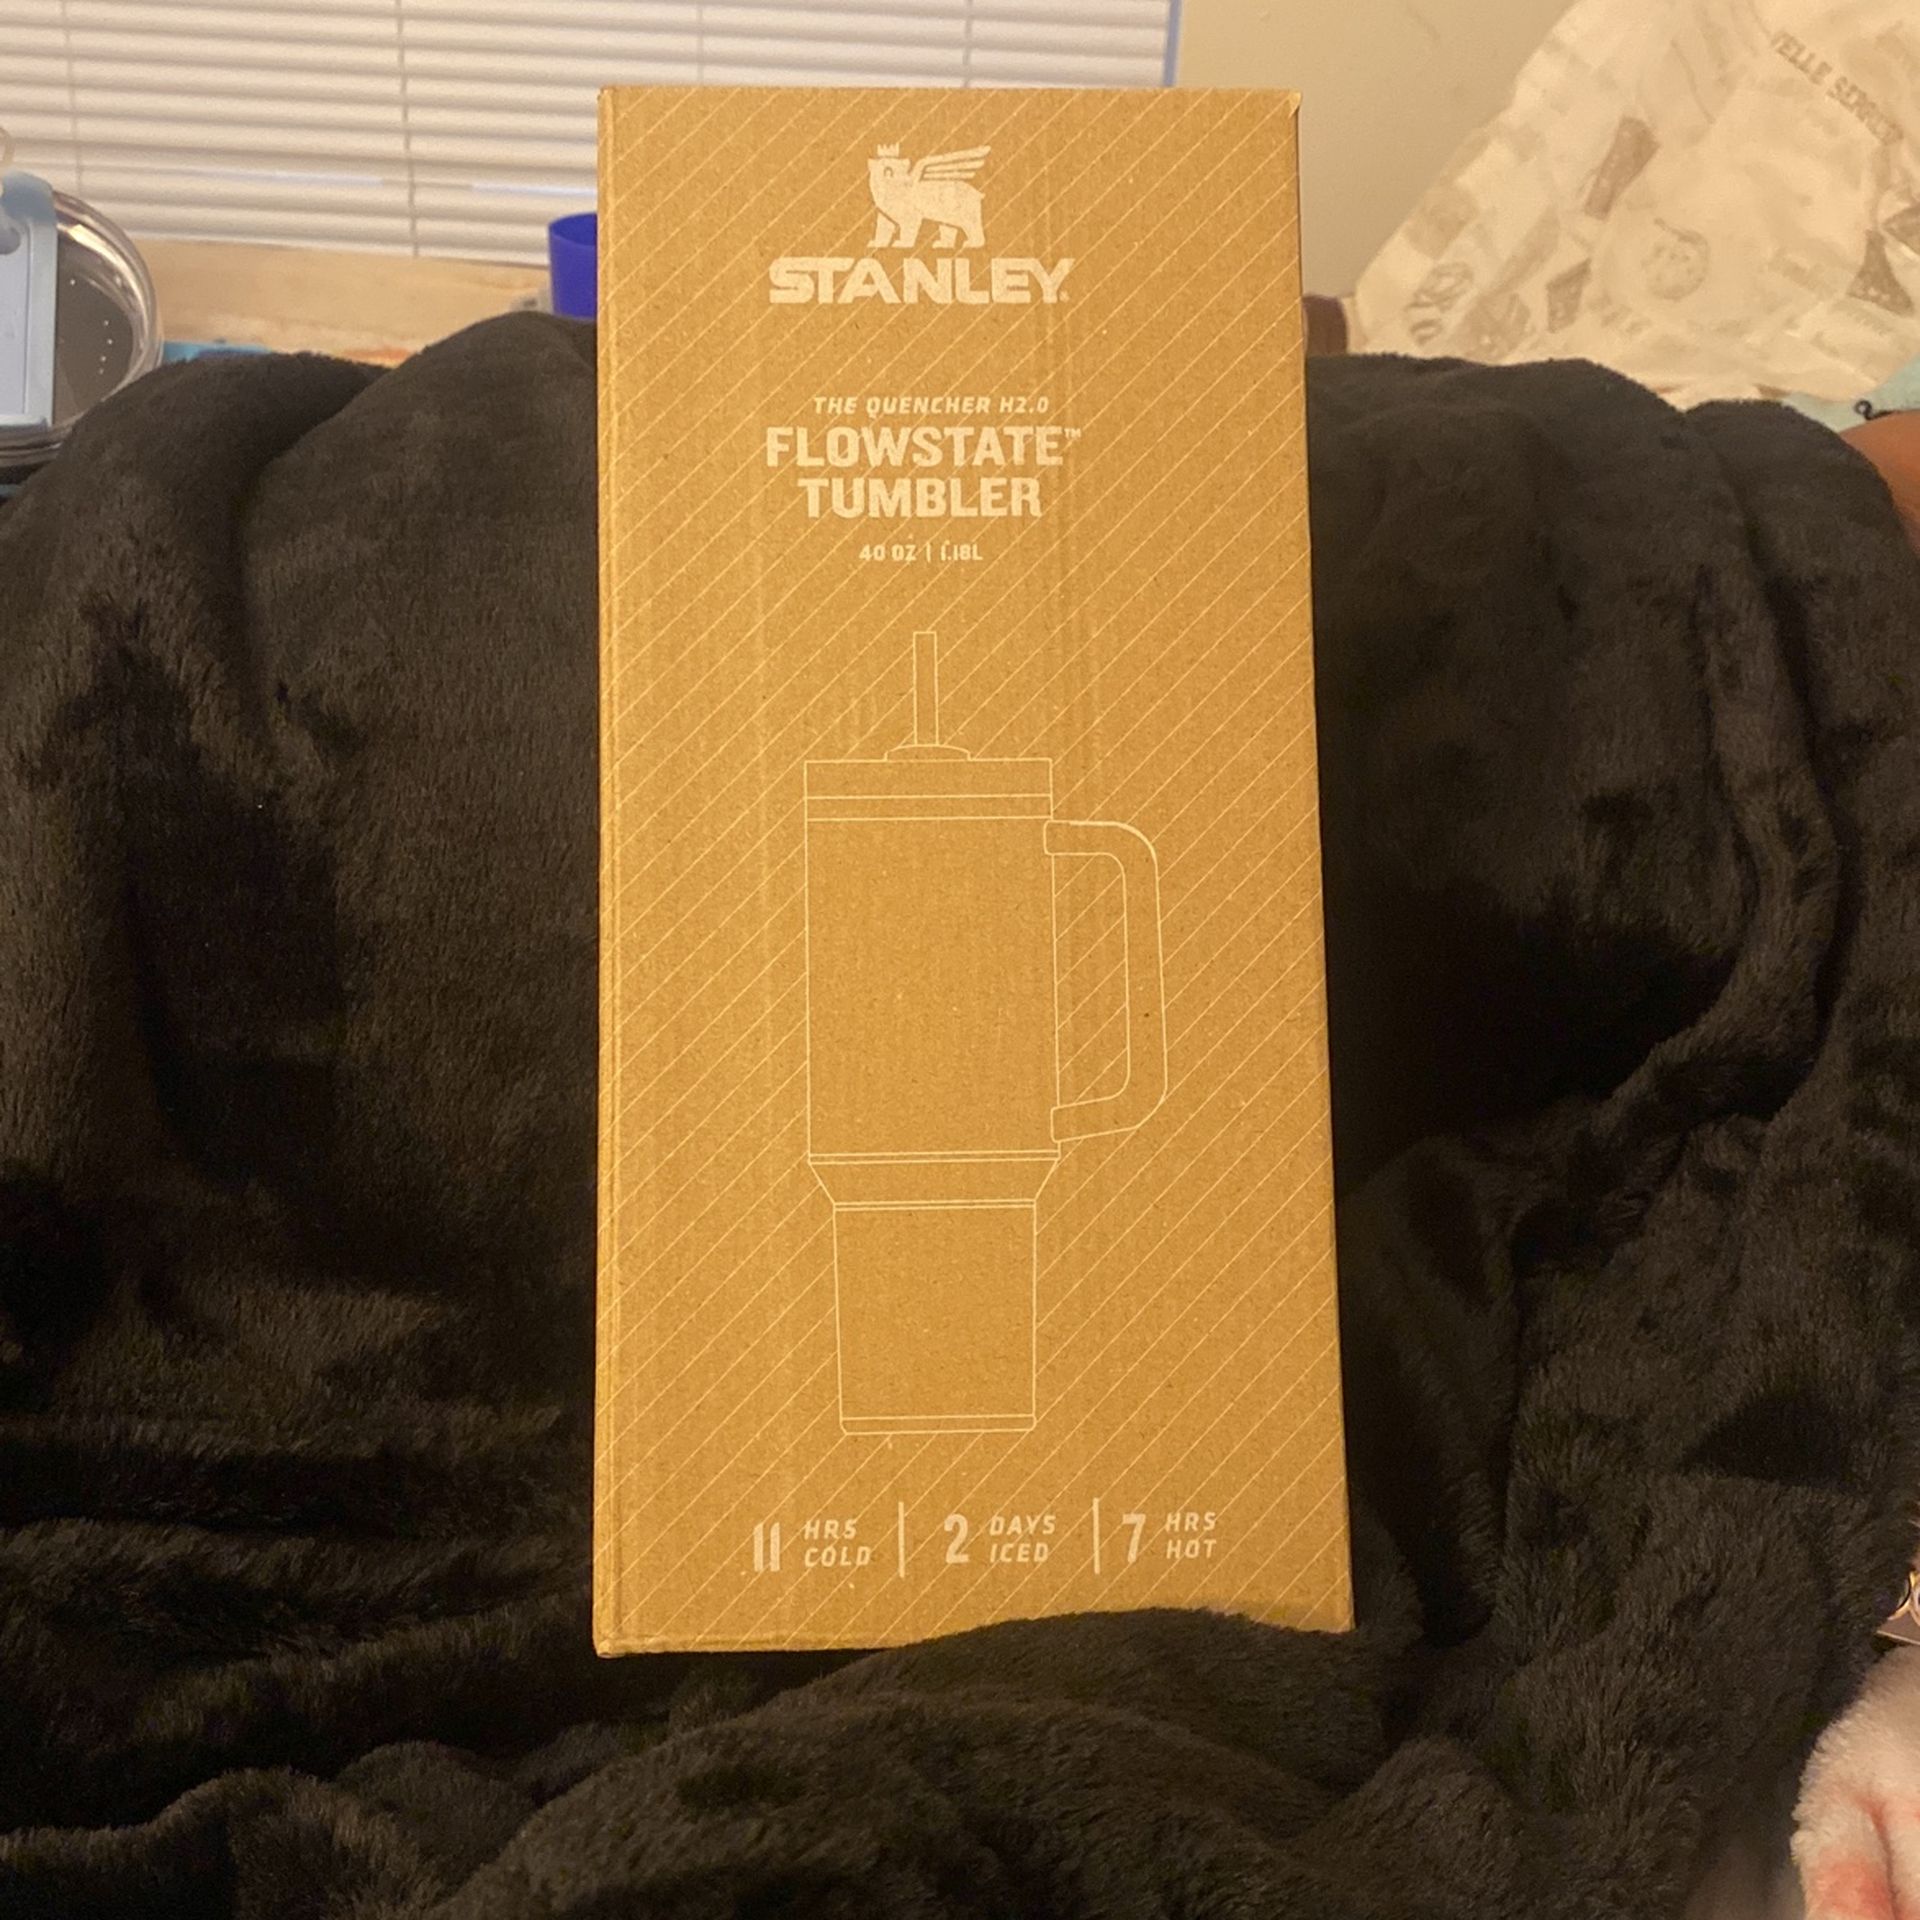 STANLEY.
THE QUENCHER H2.0
FLOWSTATE™
TUMBLER
40 OZ | 1.18L
11 HRS COLD | 2 DAYS ICED | 7 HRS HOT